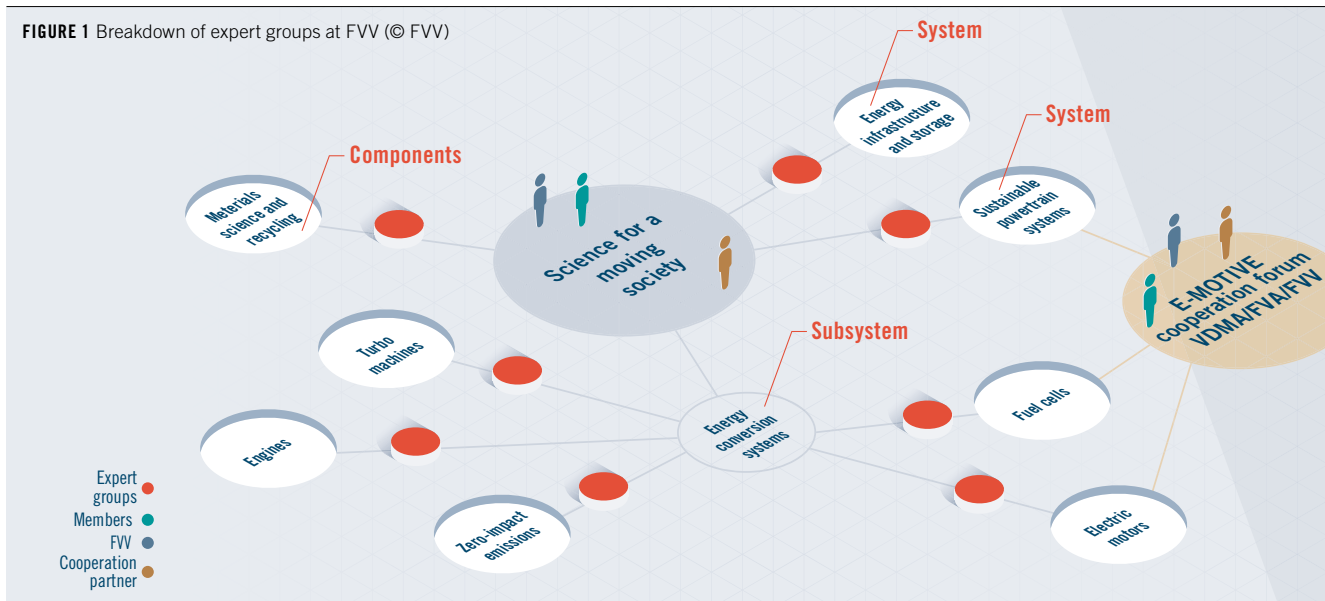 FIGURE 1 Breakdown of expert groups at FVV (© FVV)
System
Energy
infrastructure
and storage
System
Components
Meterials
science and
recycling
Sustainable
powertrain
systems
Science for a
moving
society
E-MOTIVE
cooperation forum
VDMA/FVA/FVV
Turbo
machines
Subsystem
Energy
conversion
systems
Fuel cells
Engines
Zero-impact
emissions
Electric
motors
Expert
groups
Members
FVV
Cooperation
partner